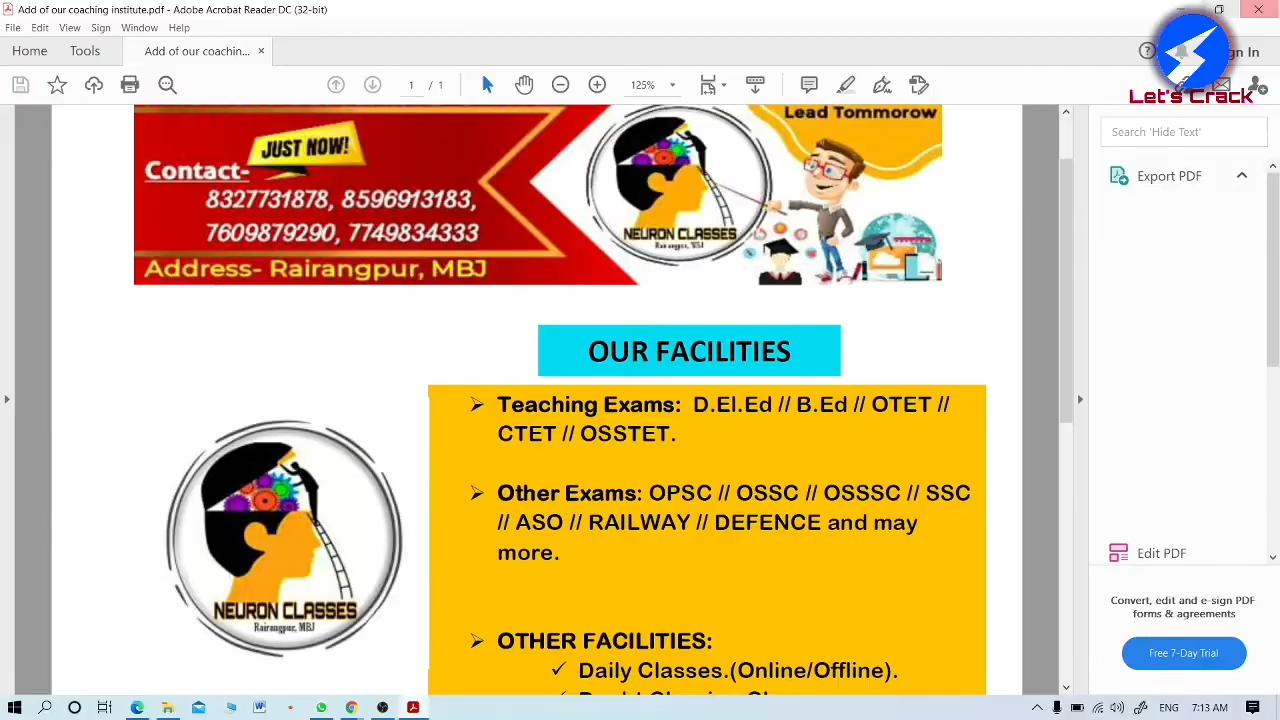 Add of our coaching institute.pdf - Adobe Acrobat Reader DC (32-bit)
File Edit View Sign Window Help
Home Tools Add of our coachin... × Sign In
1 / 1 125%
Let's Crack
Search 'Hide Text'
Export PDF
Edit PDF
Convert, edit and e-sign PDF
forms & agreements
Free 7-Day Trial
Lead Tommorow
JUST NOW!
Contact-
8327731878, 8596913183,
7609879290, 7749834333
Address- Rairangpur, MBJ
NEURON CLASSES
Rairangpur, MBJ
OUR FACILITIES
➢ Teaching Exams: D.El.Ed // B.Ed // OTET //
CTET // OSSTET.
➢ Other Exams: OPSC // OSSC // OSSSC // SSC
// ASO // RAILWAY // DEFENCE and may
more.
NEURON CLASSES
Rairangpur, MBJ
➢ OTHER FACILITIES:
✓ Daily Classes.(Online/Offline).
ENG 7:13 AM